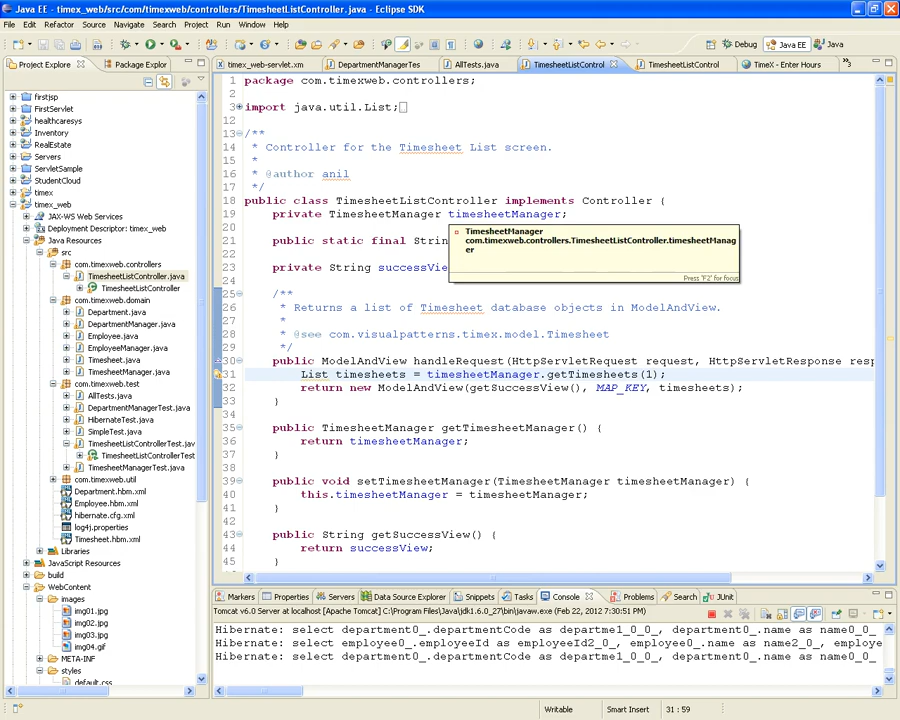 Java EE - timex_web/src/com/timexweb/controllers/TimesheetListController.java - Eclipse SDK
File Edit Refactor Source Navigate Search Project Run Window Help
Debug Java EE Java
Project Explore Package Explor
timex_web-servlet.xm DepartmentManagerTes AllTests.java TimesheetListControl TimesheetListControl TimeX - Enter Hours
firstjsp
FirstServlet
healthcaresys
Inventory
RealEstate
Servers
ServletSample
StudentCloud
timex
timex_web
JAX-WS Web Services
Deployment Descriptor: timex_web
Java Resources
src
com.timexweb.controllers
TimesheetListController.java
TimesheetListController
com.timexweb.domain
Department.java
DepartmentManager.java
Employee.java
EmployeeManager.java
Timesheet.java
TimesheetManager.java
com.timexweb.test
AllTests.java
DepartmentManagerTest.java
HibernateTest.java
SimpleTest.java
TimesheetListControllerTest.jav
TimesheetListControllerTest
TimesheetManagerTest.java
com.timexweb.util
Department.hbm.xml
Employee.hbm.xml
hibernate.cfg.xml
log4j.properties
Timesheet.hbm.xml
Libraries
JavaScript Resources
build
WebContent
images
img01.jpg
img02.jpg
img03.jpg
img04.gif
META-INF
styles
default.css
1 package com.timexweb.controllers;
2
3 import java.util.List;
12
13 /**
14 * Controller for the Timesheet List screen.
15 *
16 * @author anil
17 */
18 public class TimesheetListController implements Controller {
19 private TimesheetManager timesheetManager;
20
21 public static final Strin
22
23 private String successVie
24
25 /**
26 * Returns a list of Timesheet database objects in ModelAndView.
27 *
28 * @see com.visualpatterns.timex.model.Timesheet
29 */
30 public ModelAndView handleRequest(HttpServletRequest request, HttpServletResponse resp
31 List timesheets = timesheetManager.getTimesheets(1);
32 return new ModelAndView(getSuccessView(), MAP_KEY, timesheets);
33 }
34
35 public TimesheetManager getTimesheetManager() {
36 return timesheetManager;
37 }
38
39 public void setTimesheetManager(TimesheetManager timesheetManager) {
40 this.timesheetManager = timesheetManager;
41 }
42
43 public String getSuccessView() {
44 return successView;
45 }
TimesheetManager
com.timexweb.controllers.TimesheetListController.timesheetManag
er
Press 'F2' for focus
Markers Properties Servers Data Source Explorer Snippets Tasks Console Problems Search JUnit
Tomcat v6.0 Server at localhost [Apache Tomcat] C:\Program Files\Java\jdk1.6.0_27\bin\javaw.exe (Feb 22, 2012 7:30:51 PM)
Hibernate: select department0_.departmentCode as departme1_0_0_, department0_.name as name0_0_
Hibernate: select employee0_.employeeId as employeeId2_0_, employee0_.name as name2_0_, employe
Hibernate: select department0_.departmentCode as departme1_0_0_, department0_.name as name0_0_
Writable Smart Insert 31 : 59